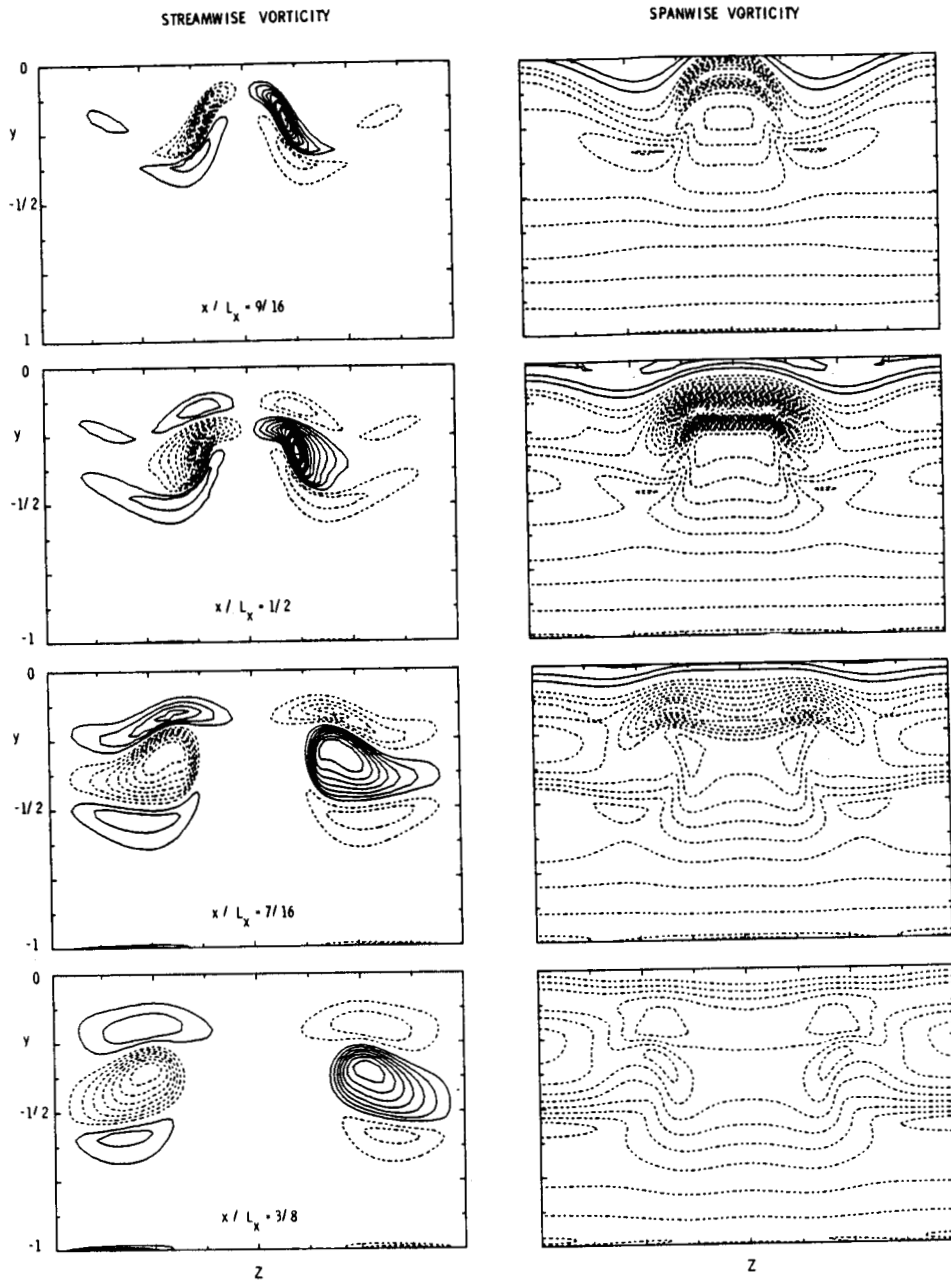 STREAMWISE VORTICITY
SPANWISE VORTICITY
0
y
-1/2
1
x / L_x = 9/16
0
y
-1/2
-1
x / L_x = 1/2
0
y
-1/2
-1
x / L_x = 7/16
0
y
-1/2
-1
x / L_x = 3/8
Z
Z